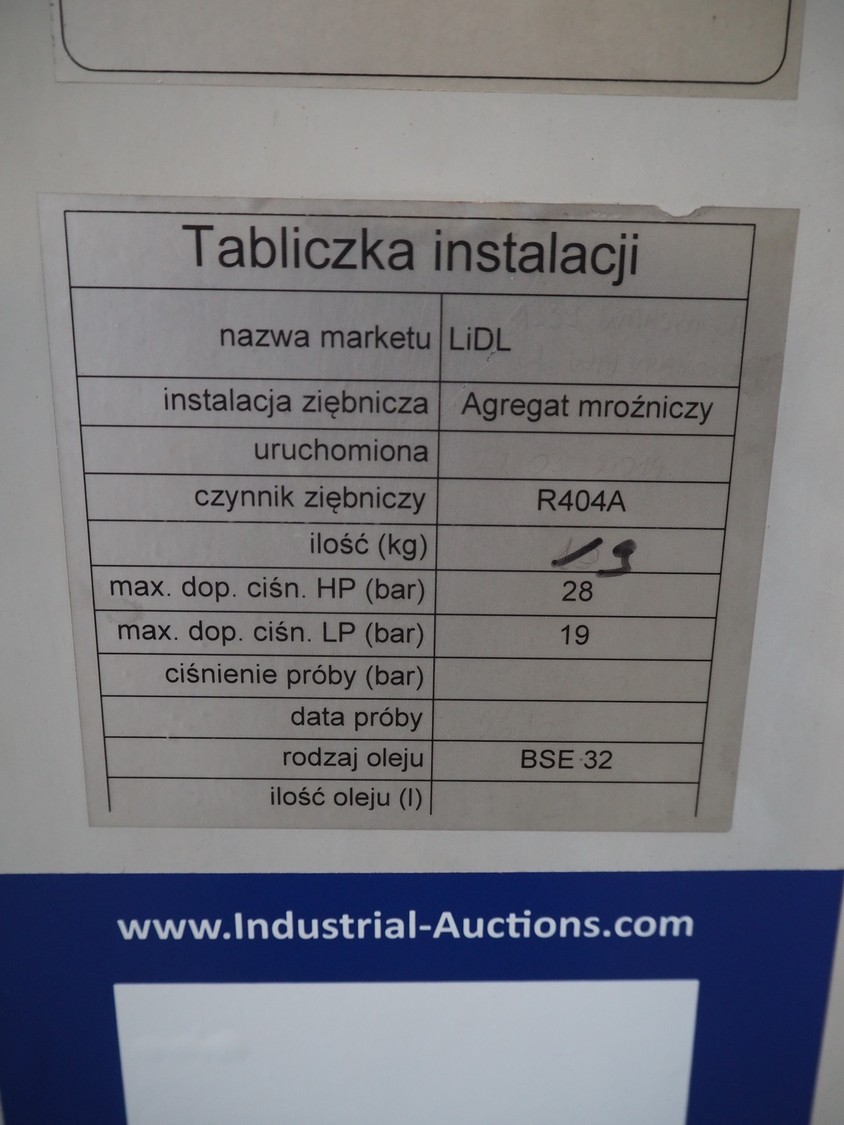 Tabliczka instalacji
nazwa marketu LiDL
instalacja ziębnicza Agregat mroźniczy
uruchomiona
czynnik ziębniczy R404A
ilość (kg)
max. dop. ciśn. HP (bar) 28
max. dop. ciśn. LP (bar) 19
ciśnienie próby (bar)
data próby
rodzaj oleju BSE 32
ilość oleju (l)
www.Industrial-Auctions.com